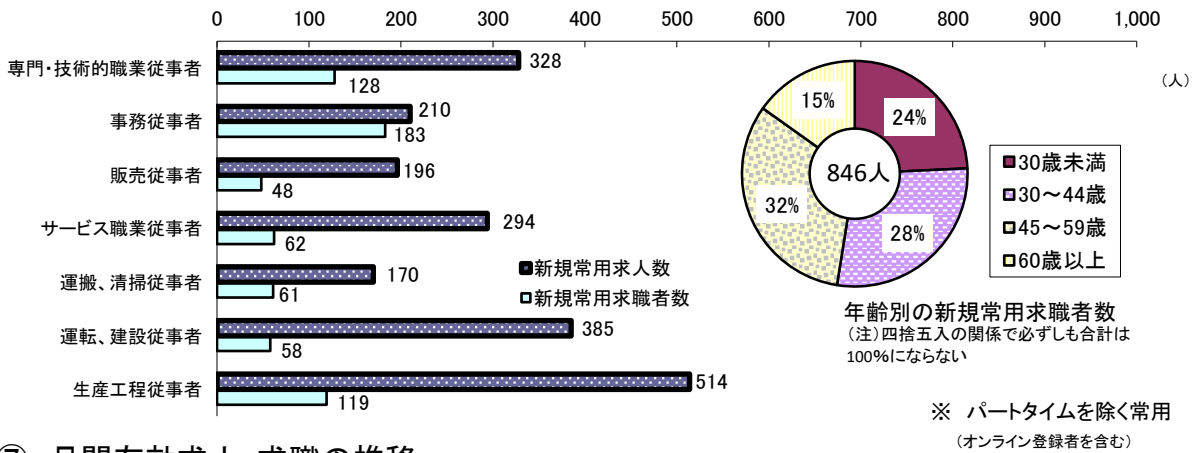 0 100 200 300 400 500 600 700 800 900 1,000
(人)
専門・技術的職業従事者 328
128
事務従事者 210
183
販売従事者 196
48
サービス職業従事者 294
62
運搬、清掃従事者 170
61
運転、建設従事者 385
58
生産工程従事者 514
119
■新規常用求人数
□新規常用求職者数
15%
24%
846人
32%
28%
30歳未満
30～44歳
45～59歳
60歳以上
年齢別の新規常用求職者数
(注)四捨五入の関係で必ずしも合計は
100%にならない
※ パートタイムを除く常用
(オンライン登録者を含む)